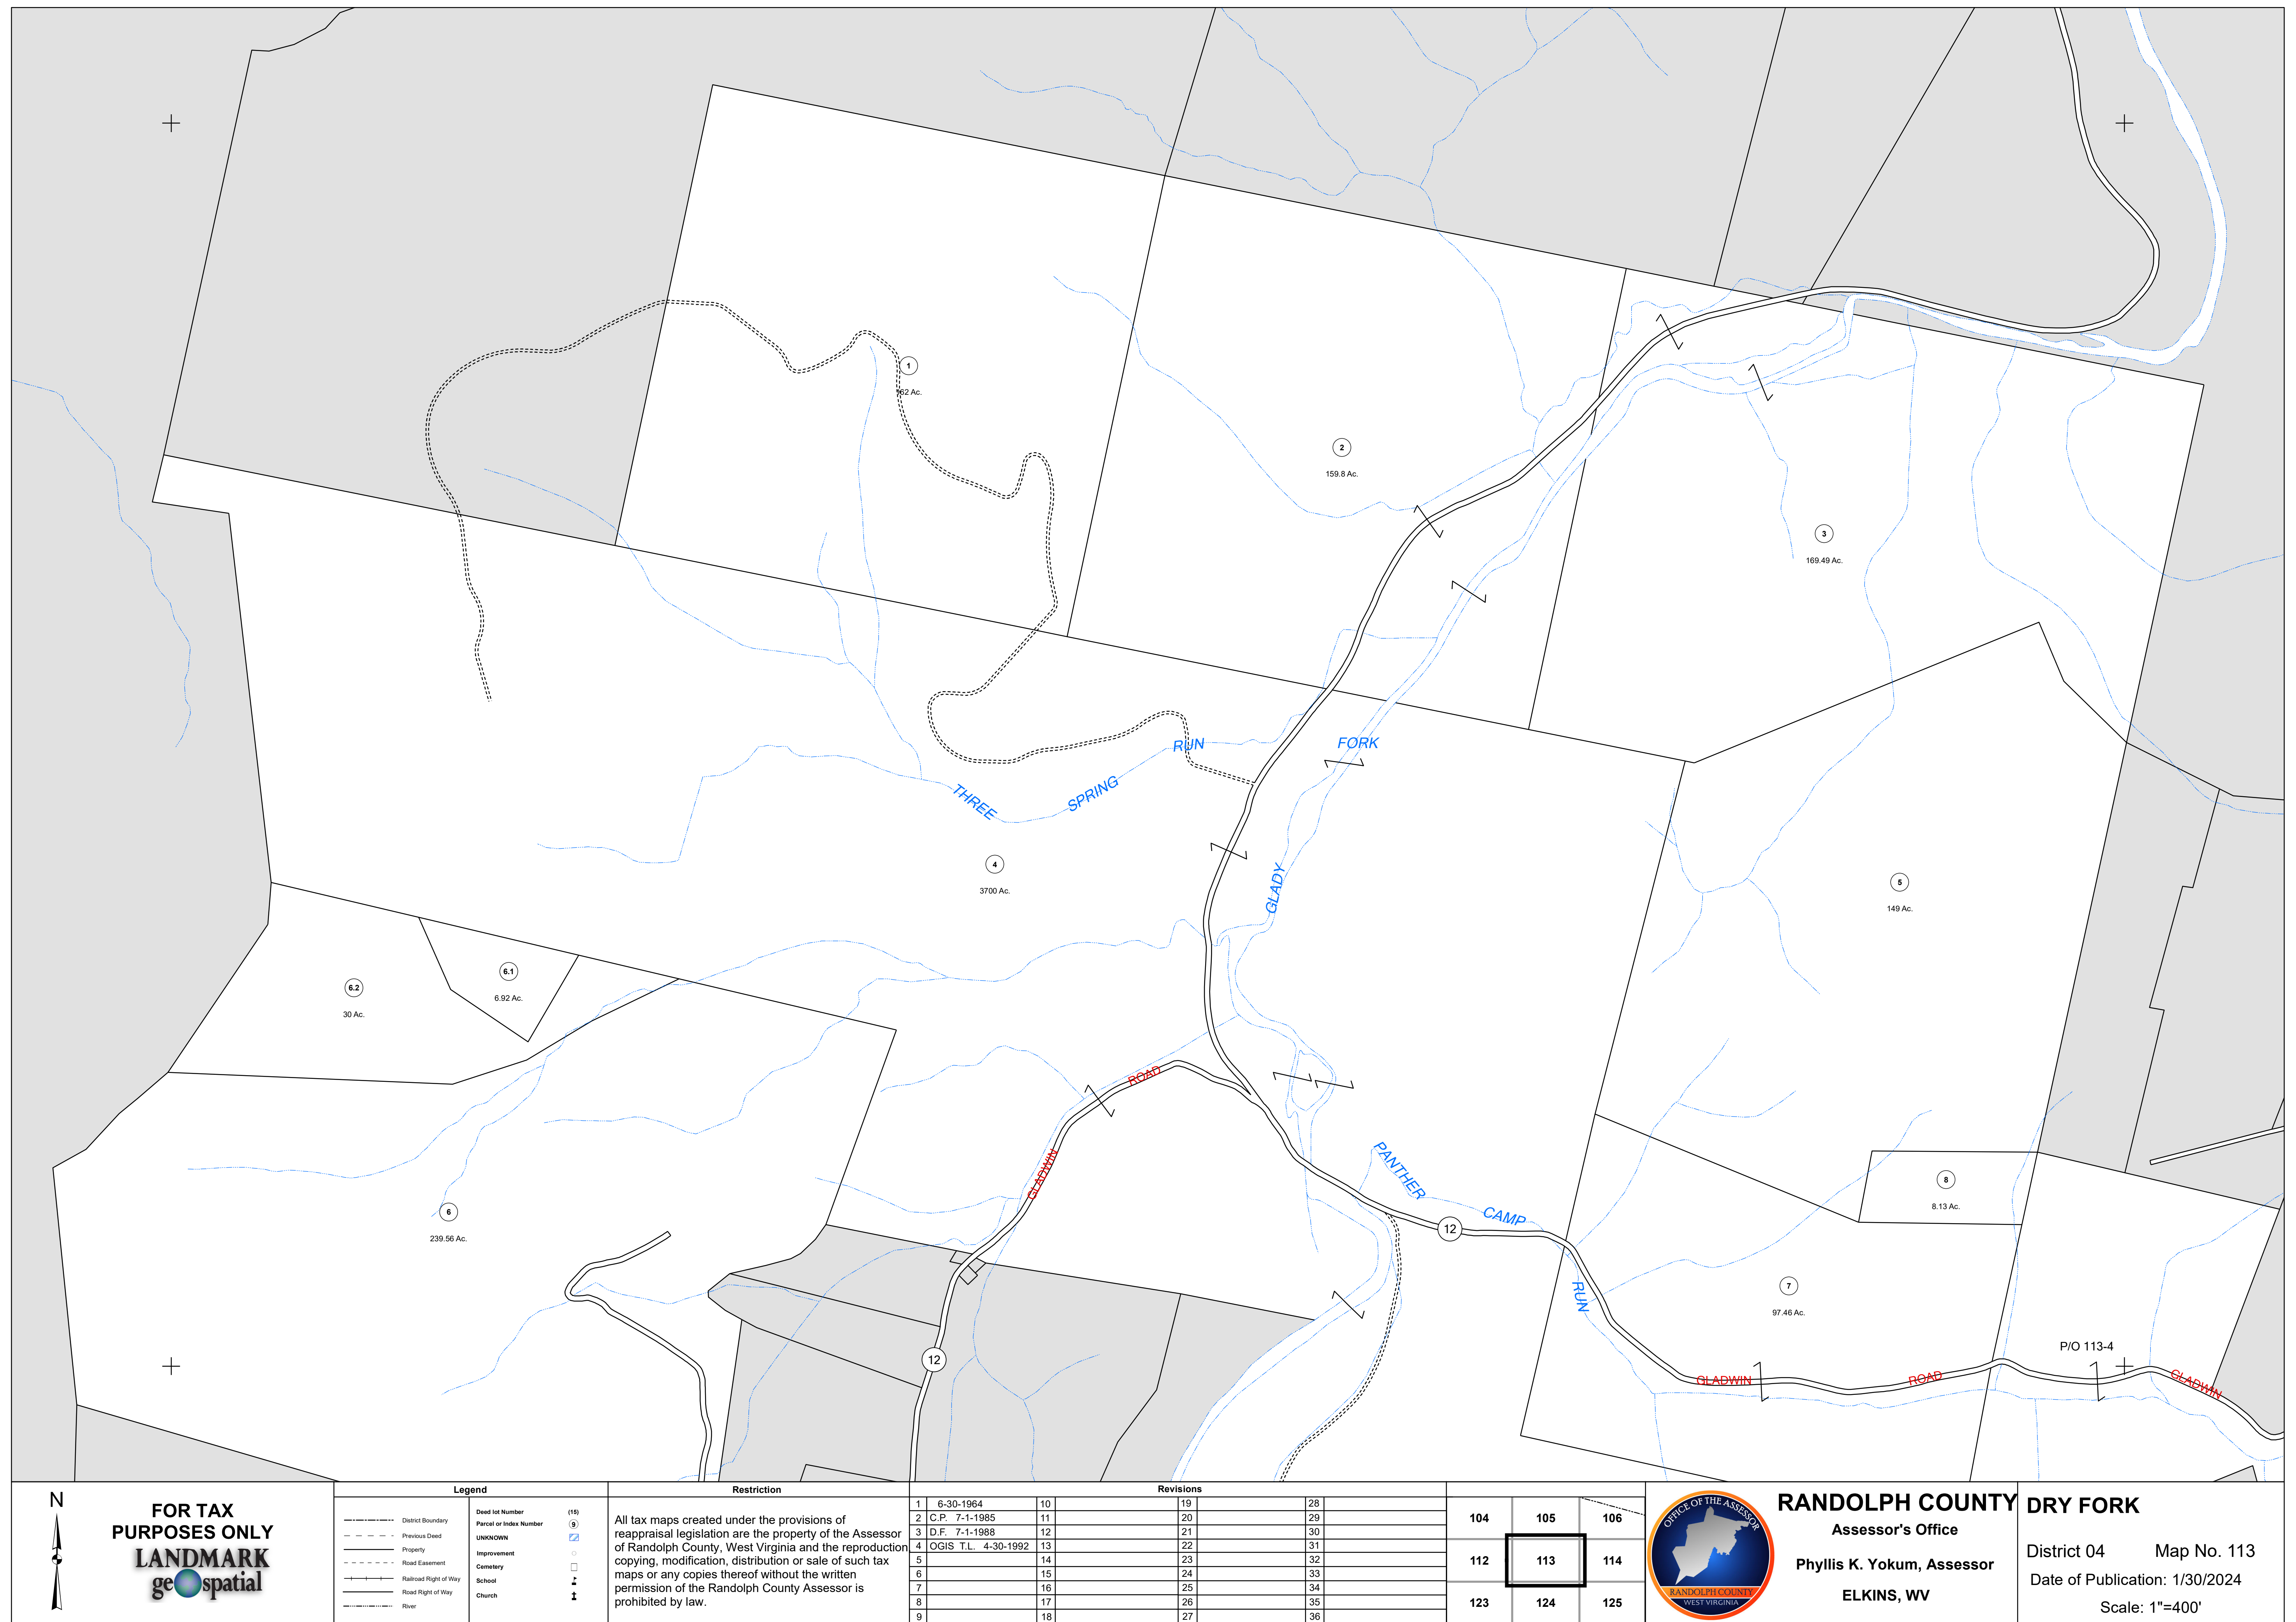 1
62 Ac.
2
159.8 Ac.
3
169.49 Ac.
RUN
FORK
THREE
SPRING
GLADY
4
3700 Ac.
5
149 Ac.
6.1
6.92 Ac.
6.2
30 Ac.
ROAD
GLADWIN
PANTHER
CAMP
RUN
12
8
8.13 Ac.
6
239.56 Ac.
7
97.46 Ac.
12
P/O 113-4
GLADWIN
ROAD
GLADWIN
N
FOR TAX
PURPOSES ONLY
LANDMARK
geospatial
Legend
District Boundary
Previous Deed
Property
Road Easement
Railroad Right of Way
Road Right of Way
River
Deed lot Number (15)
Parcel or Index Number 9
UNKNOWN
Improvement
Cemetery
School
Church
Restriction
All tax maps created under the provisions of
reappraisal legislation are the property of the Assessor
of Randolph County, West Virginia and the reproduction,
copying, modification, distribution or sale of such tax
maps or any copies thereof without the written
permission of the Randolph County Assessor is
prohibited by law.
Revisions
1 6-30-1964 10 19 28
2 C.P. 7-1-1985 11 20 29
3 D.F. 7-1-1988 12 21 30
4 OGIS T.L. 4-30-1992 13 22 31
5 14 23 32
6 15 24 33
7 16 25 34
8 17 26 35
9 18 27 36
104 105 106
112 113 114
123 124 125
OFFICE OF THE ASSESSOR
RANDOLPH COUNTY
WEST VIRGINIA
RANDOLPH COUNTY
Assessor's Office
Phyllis K. Yokum, Assessor
ELKINS, WV
DRY FORK
District 04 Map No. 113
Date of Publication: 1/30/2024
Scale: 1"=400'